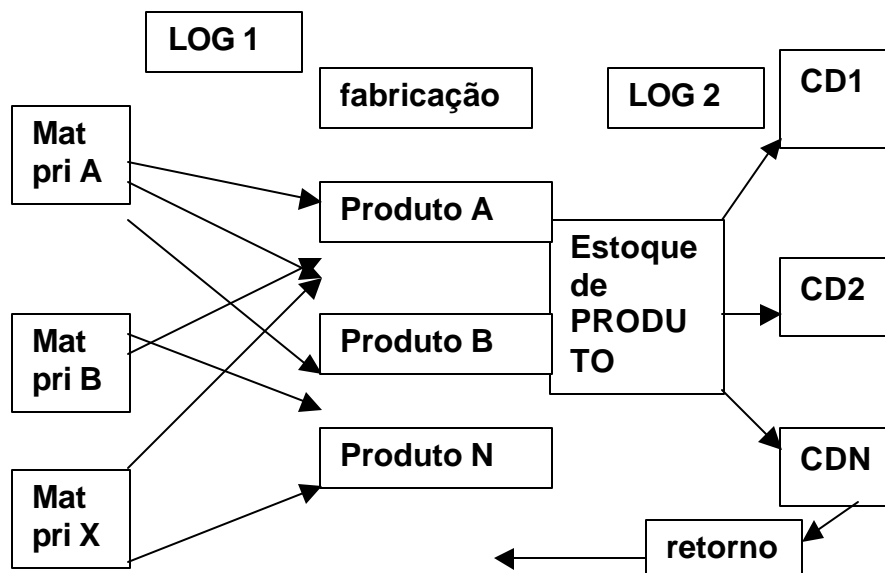 LOG 1
fabricação
LOG 2
CD1
Mat
pri A
Produto A
Estoque
de
PRODU
TO
CD2
Mat
pri B
Produto B
Produto N
CDN
Mat
pri X
retorno